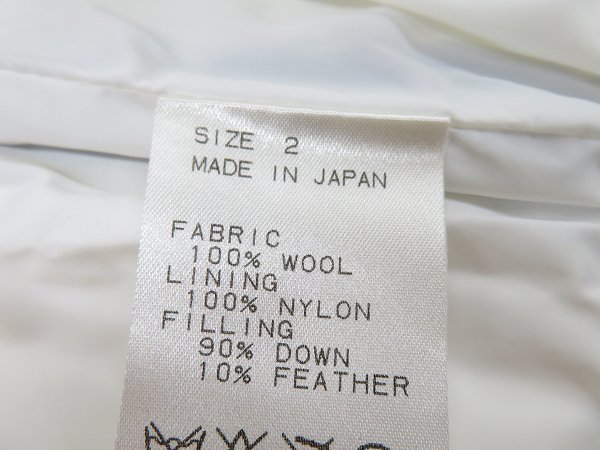 SIZE 2
MADE IN JAPAN
FABRIC
100% WOOL
LINING
100% NYLON
FILLING
90% DOWN
10% FEATHER